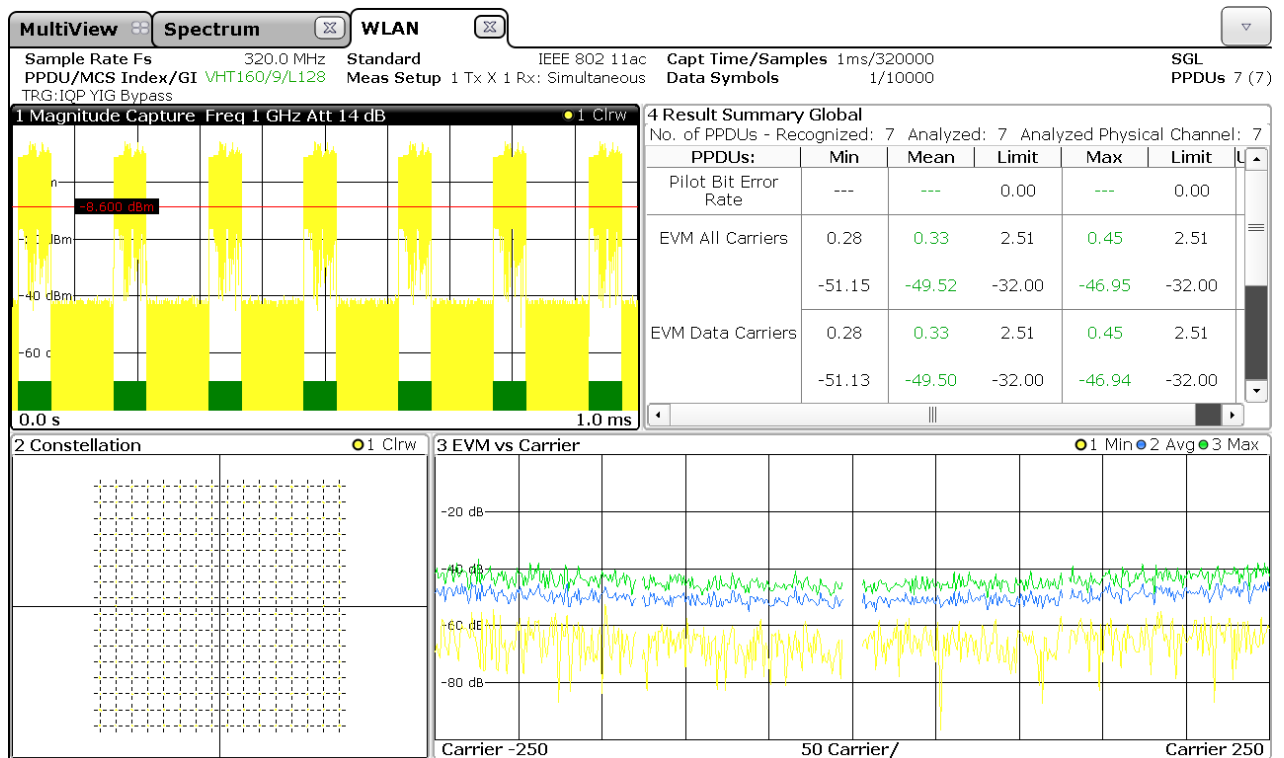 MultiView Spectrum WLAN
Sample Rate Fs 320.0 MHz Standard IEEE 802 11ac Capt Time/Samples 1ms/320000 SGL
PPDU/MCS Index/GI VHT160/9/L128 Meas Setup 1 Tx X 1 Rx: Simultaneous Data Symbols 1/10000 PPDUs 7 (7)
TRG:IQP YIG Bypass
1 Magnitude Capture Freq 1 GHz Att 14 dB 1 Clrw
-8.600 dBm
-40 dBm
-60
0.0 s 1.0 ms
4 Result Summary Global
No. of PPDUs - Recognized: 7 Analyzed: 7 Analyzed Physical Channel: 7
PPDUs: Min Mean Limit Max Limit
Pilot Bit Error
Rate --- --- 0.00 --- 0.00
EVM All Carriers 0.28 0.33 2.51 0.45 2.51
-51.15 -49.52 -32.00 -46.95 -32.00
EVM Data Carriers 0.28 0.33 2.51 0.45 2.51
-51.13 -49.50 -32.00 -46.94 -32.00
2 Constellation 1 Clrw
3 EVM vs Carrier 1 Min 2 Avg 3 Max
-20 dB
-40 dB
-60 dB
-80 dB
Carrier -250 50 Carrier/ Carrier 250